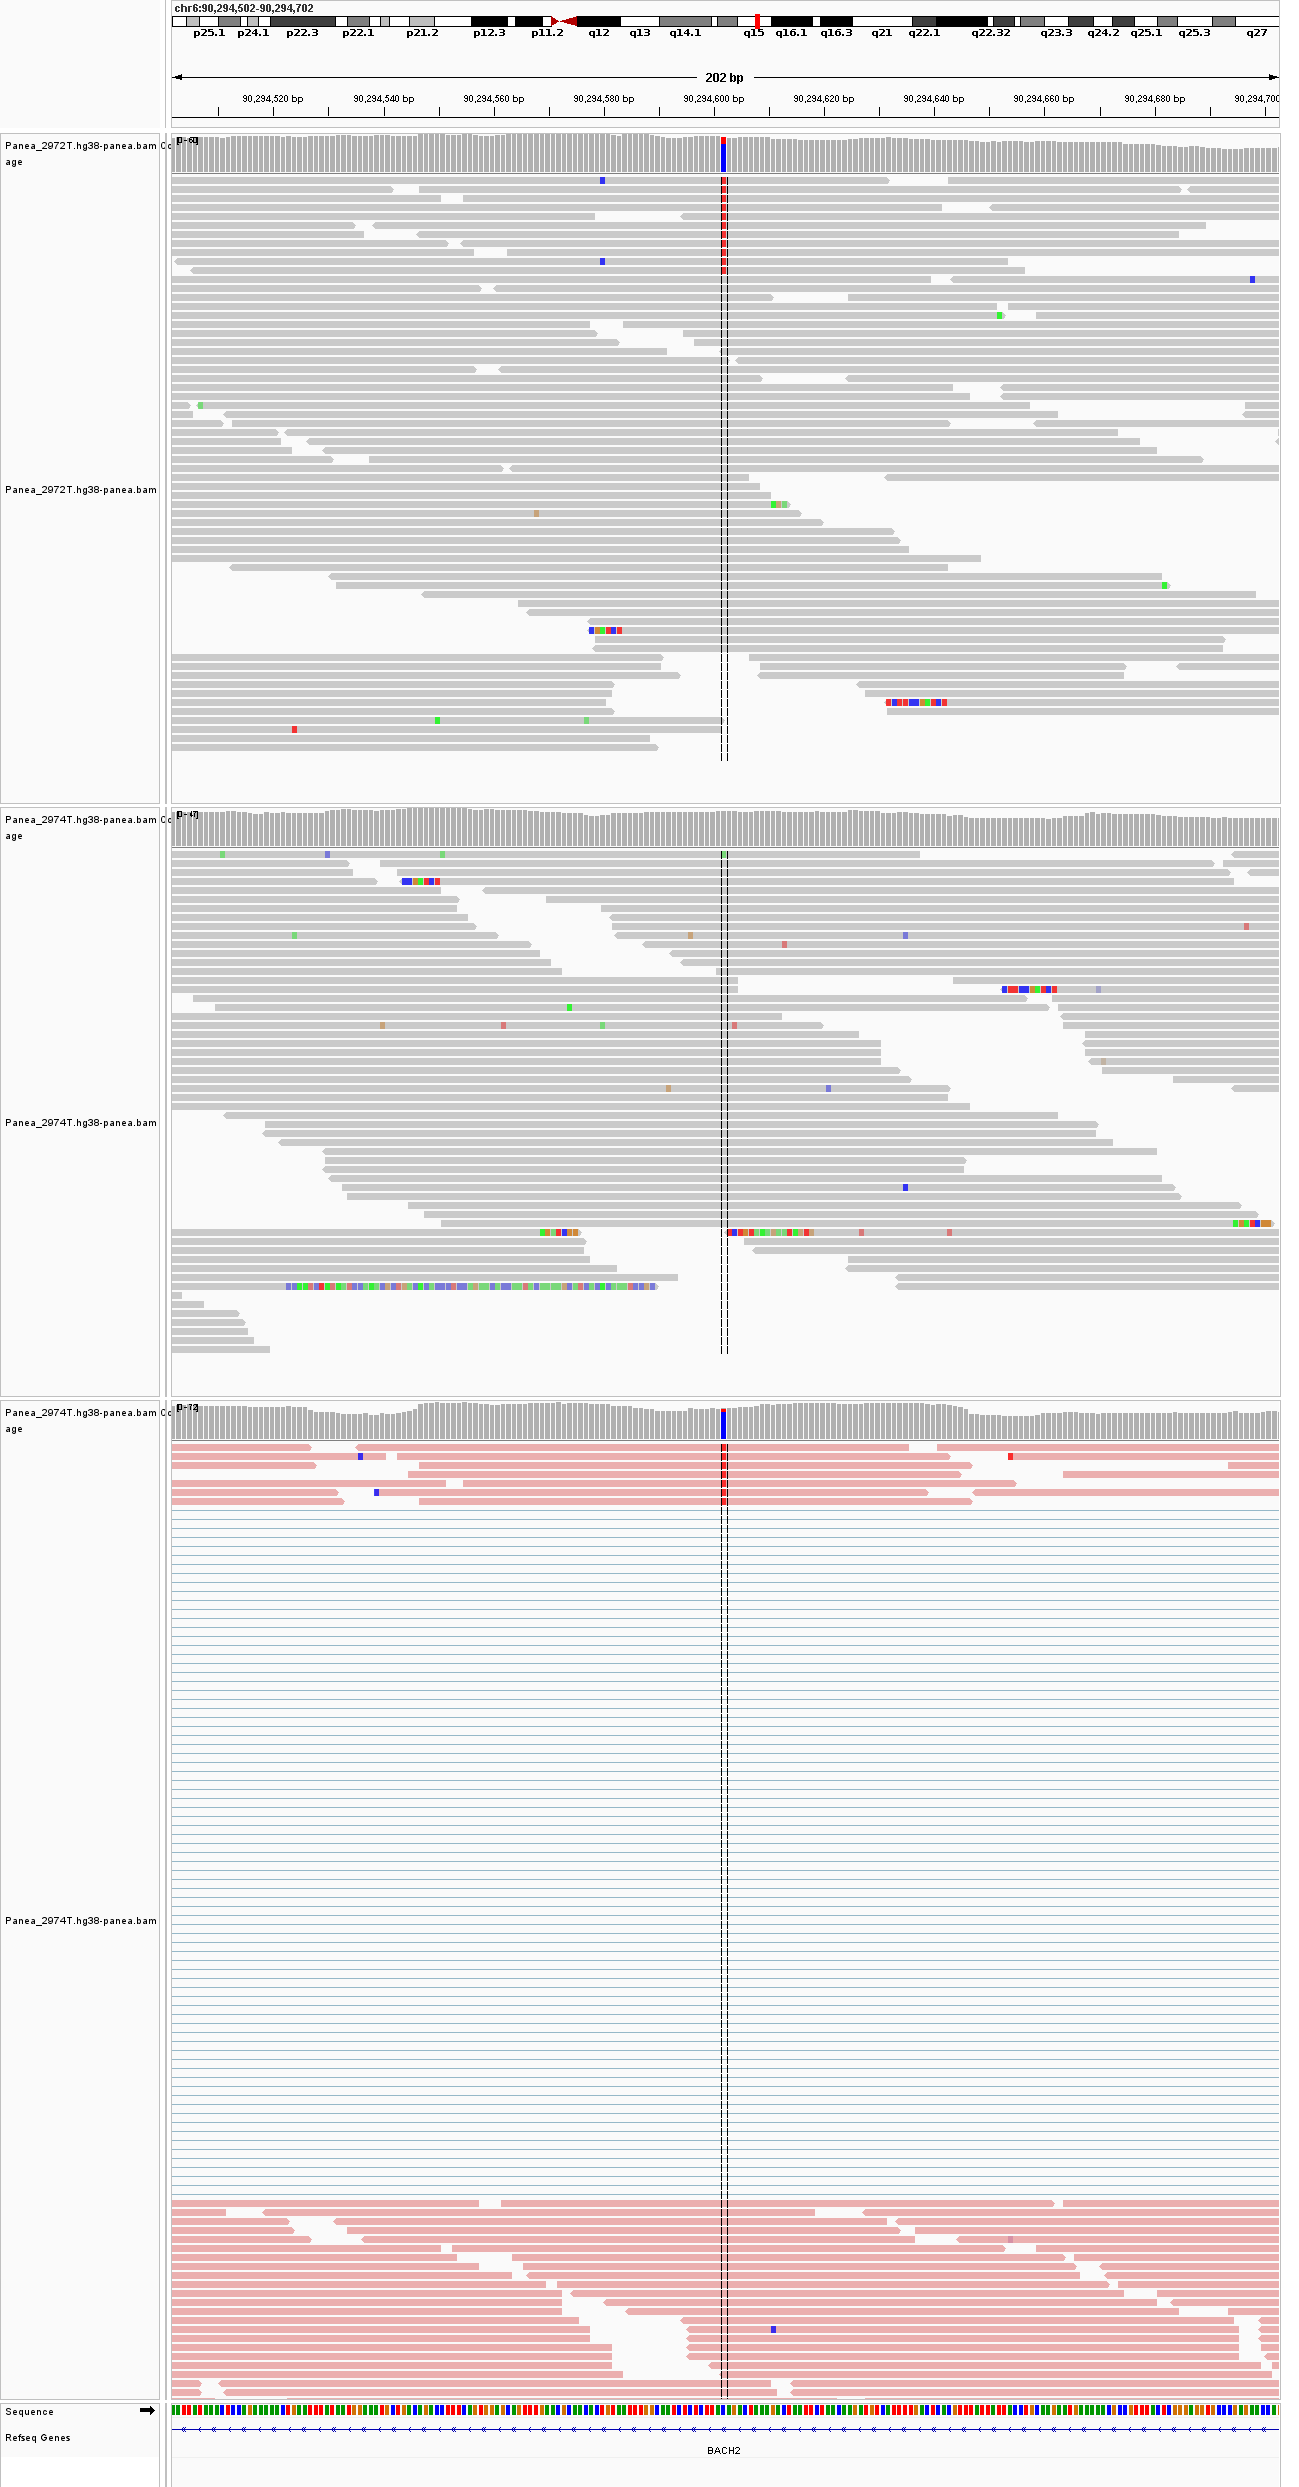 chr6:90,294,502-90,294,702
p25.1 p24.1 p22.3 p22.1 p21.2 p12.3 p11.2 q12 q13 q14.1 q15 q16.1 q16.3 q21 q22.1 q22.32 q23.3 q24.2 q25.1 q25.3 q27
202 bp
90,294,520 bp 90,294,540 bp 90,294,560 bp 90,294,580 bp 90,294,600 bp 90,294,620 bp 90,294,640 bp 90,294,660 bp 90,294,680 bp 90,294,700
Panea_2972T.hg38-panea.bam Co
age
[0-60]
Panea_2972T.hg38-panea.bam
Panea_2974T.hg38-panea.bam Co
age
[0-47]
Panea_2974T.hg38-panea.bam
Panea_2974T.hg38-panea.bam Co
age
[0-72]
Panea_2974T.hg38-panea.bam
Sequence
Refseq Genes
BACH2